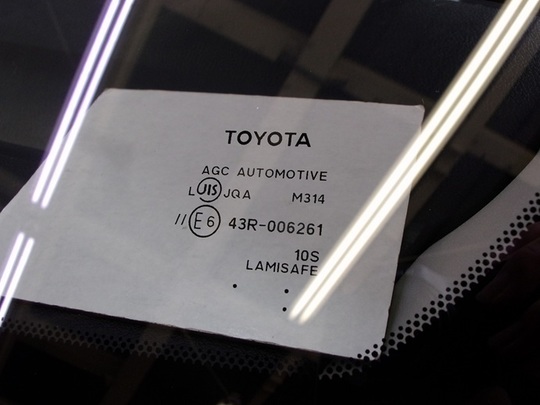 TOYOTA
AGC AUTOMOTIVE
L JIS JQA M314
// E6 43R-006261
10S
LAMISAFE